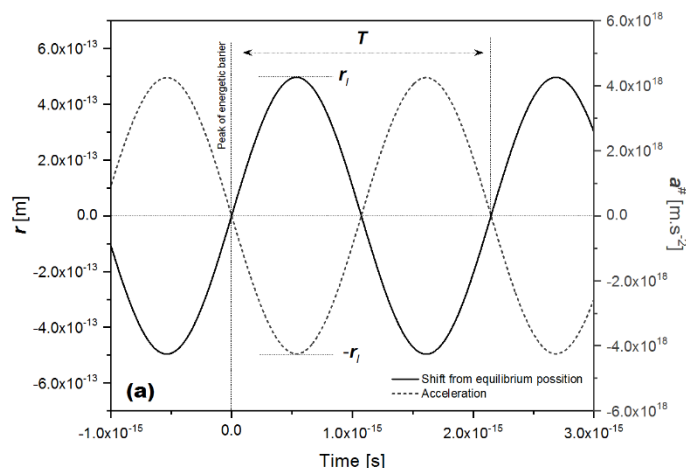 6.0x10⁻¹³
4.0x10⁻¹³
2.0x10⁻¹³
0.0
-2.0x10⁻¹³
-4.0x10⁻¹³
-6.0x10⁻¹³
r [m]
Peak of energetic barier
T
r_l
-r_l
(a)
Shift from equilibrium possition
Acceleration
6.0x10¹⁸
4.0x10¹⁸
2.0x10¹⁸
0.0
-2.0x10¹⁸
-4.0x10¹⁸
-6.0x10¹⁸
a# [m.s⁻²]
-1.0x10⁻¹⁵
0.0
1.0x10⁻¹⁵
2.0x10⁻¹⁵
3.0x10⁻¹⁵
Time [s]